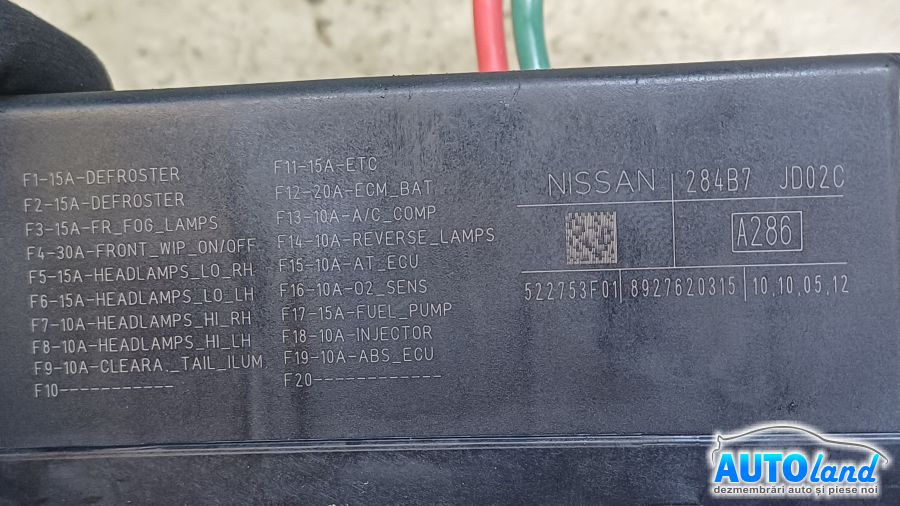 F1-15A-DEFROSTER
F2-15A-DEFROSTER
F3-15A-FR_FOG_LAMPS
F4-30A-FRONT_WIP_ON/OFF
F5-15A-HEADLAMPS_LO_RH
F6-15A-HEADLAMPS_LO_LH
F7-10A-HEADLAMPS_HI_RH
F8-10A-HEADLAMPS_HI_LH
F9-10A-CLEARA._TAIL_ILUM.
F10-----------
F11-15A-ETC
F12-20A-ECM_BAT
F13-10A-A/C_COMP
F14-10A-REVERSE_LAMPS
F15-10A-AT_ECU
F16-10A-O2_SENS
F17-15A-FUEL_PUMP
F18-10A-INJECTOR
F19-10A-ABS_ECU
F20------------
NISSAN 284B7 JD02C
A286
522753F01 8927620315 10,10,05,12
AUTOland
dezmembrări auto și piese noi